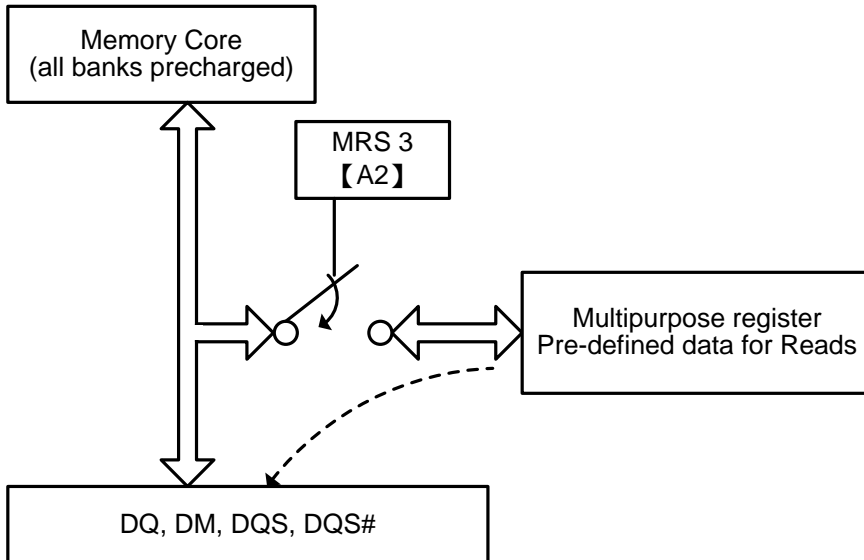 Memory Core
(all banks precharged)
MRS 3
【A2】
Multipurpose register
Pre-defined data for Reads
DQ, DM, DQS, DQS#